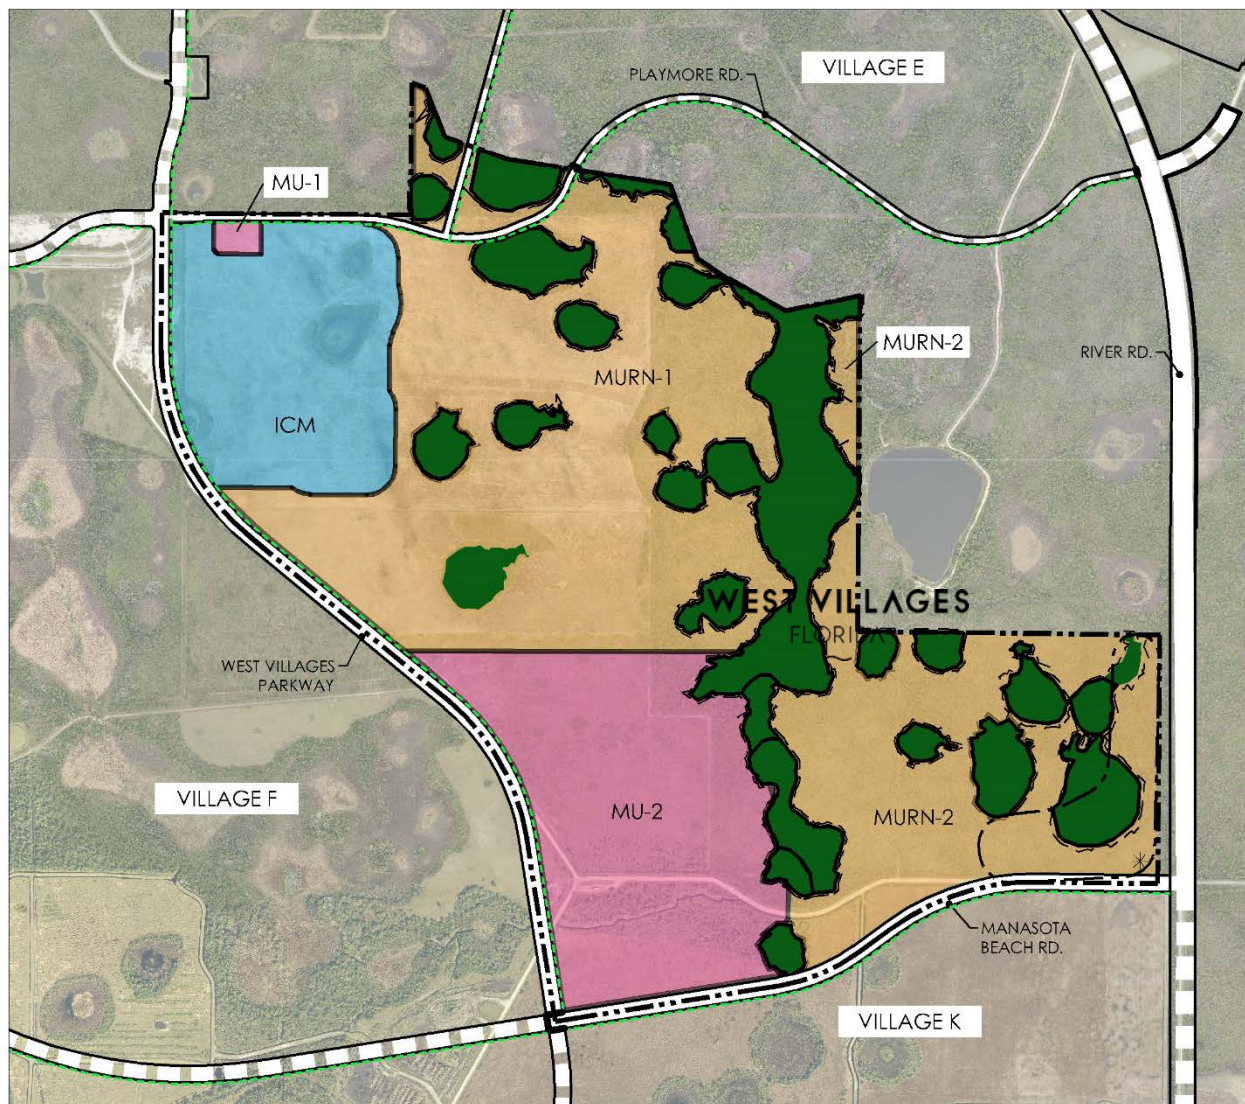 VILLAGE E
PLAYMORE RD.
MU-1
MURN-2
RIVER RD.
MURN-1
ICM
WEST VILLAGES
FLORIDA
WEST VILLAGES
PARKWAY
VILLAGE F
MU-2
MURN-2
MANASOTA
BEACH RD.
VILLAGE K